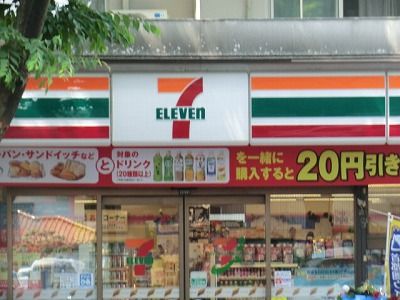 7
ELEVEN
パン・サンドイッチなど
と
対象の
ドリンク
(20種類以上)
を一緒に
購入すると
20円引き